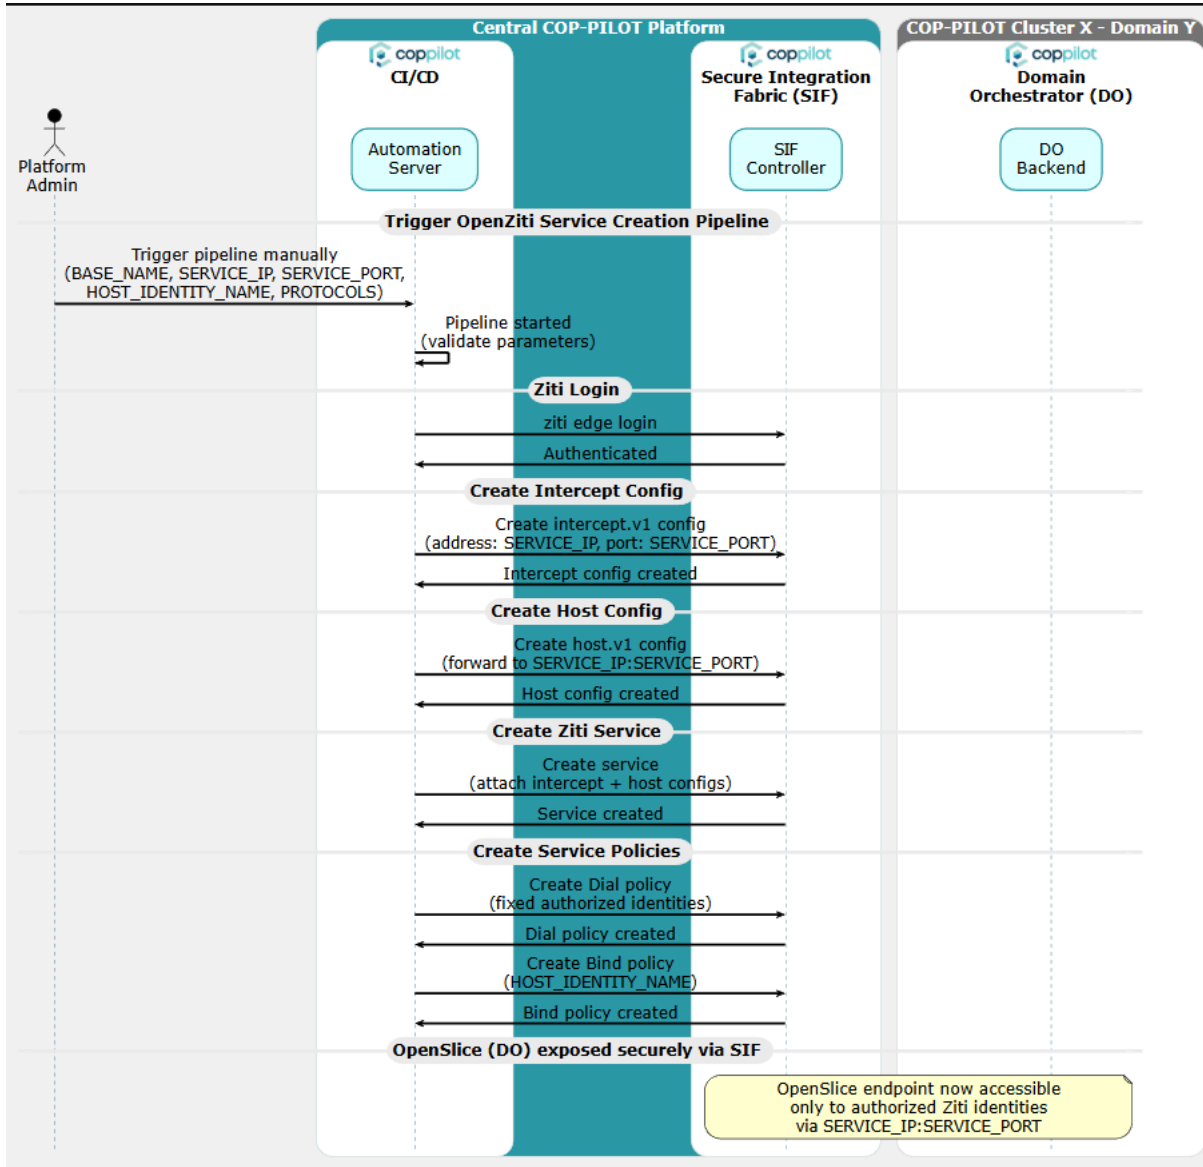 Central COP-PILOT Platform
COP-PILOT Cluster X - Domain Y
coppilot
CI/CD
coppilot
Secure Integration
Fabric (SIF)
coppilot
Domain
Orchestrator (DO)
Platform
Admin
Automation
Server
SIF
Controller
DO
Backend
Trigger OpenZiti Service Creation Pipeline
Trigger pipeline manually
(BASE_NAME, SERVICE_IP, SERVICE_PORT,
HOST_IDENTITY_NAME, PROTOCOLS)
Pipeline started
(validate parameters)
Ziti Login
ziti edge login
Authenticated
Create Intercept Config
Create intercept.v1 config
(address: SERVICE_IP, port: SERVICE_PORT)
Intercept config created
Create Host Config
Create host.v1 config
(forward to SERVICE_IP:SERVICE_PORT)
Host config created
Create Ziti Service
Create service
(attach intercept + host configs)
Service created
Create Service Policies
Create Dial policy
(fixed authorized identities)
Dial policy created
Create Bind policy
(HOST_IDENTITY_NAME)
Bind policy created
OpenSlice (DO) exposed securely via SIF
OpenSlice endpoint now accessible
only to authorized Ziti identities
via SERVICE_IP:SERVICE_PORT